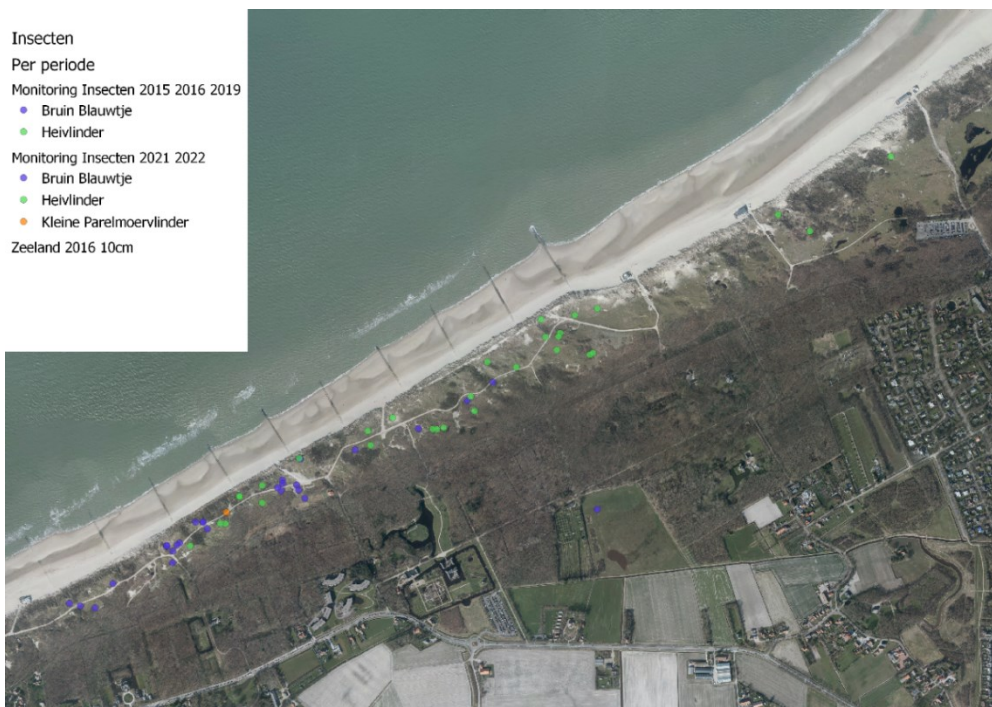 Insecten
Per periode
Monitoring Insecten 2015 2016 2019
Bruin Blauwtje
Heivlinder
Monitoring Insecten 2021 2022
Bruin Blauwtje
Heivlinder
Kleine Parelmoervlinder
Zeeland 2016 10cm